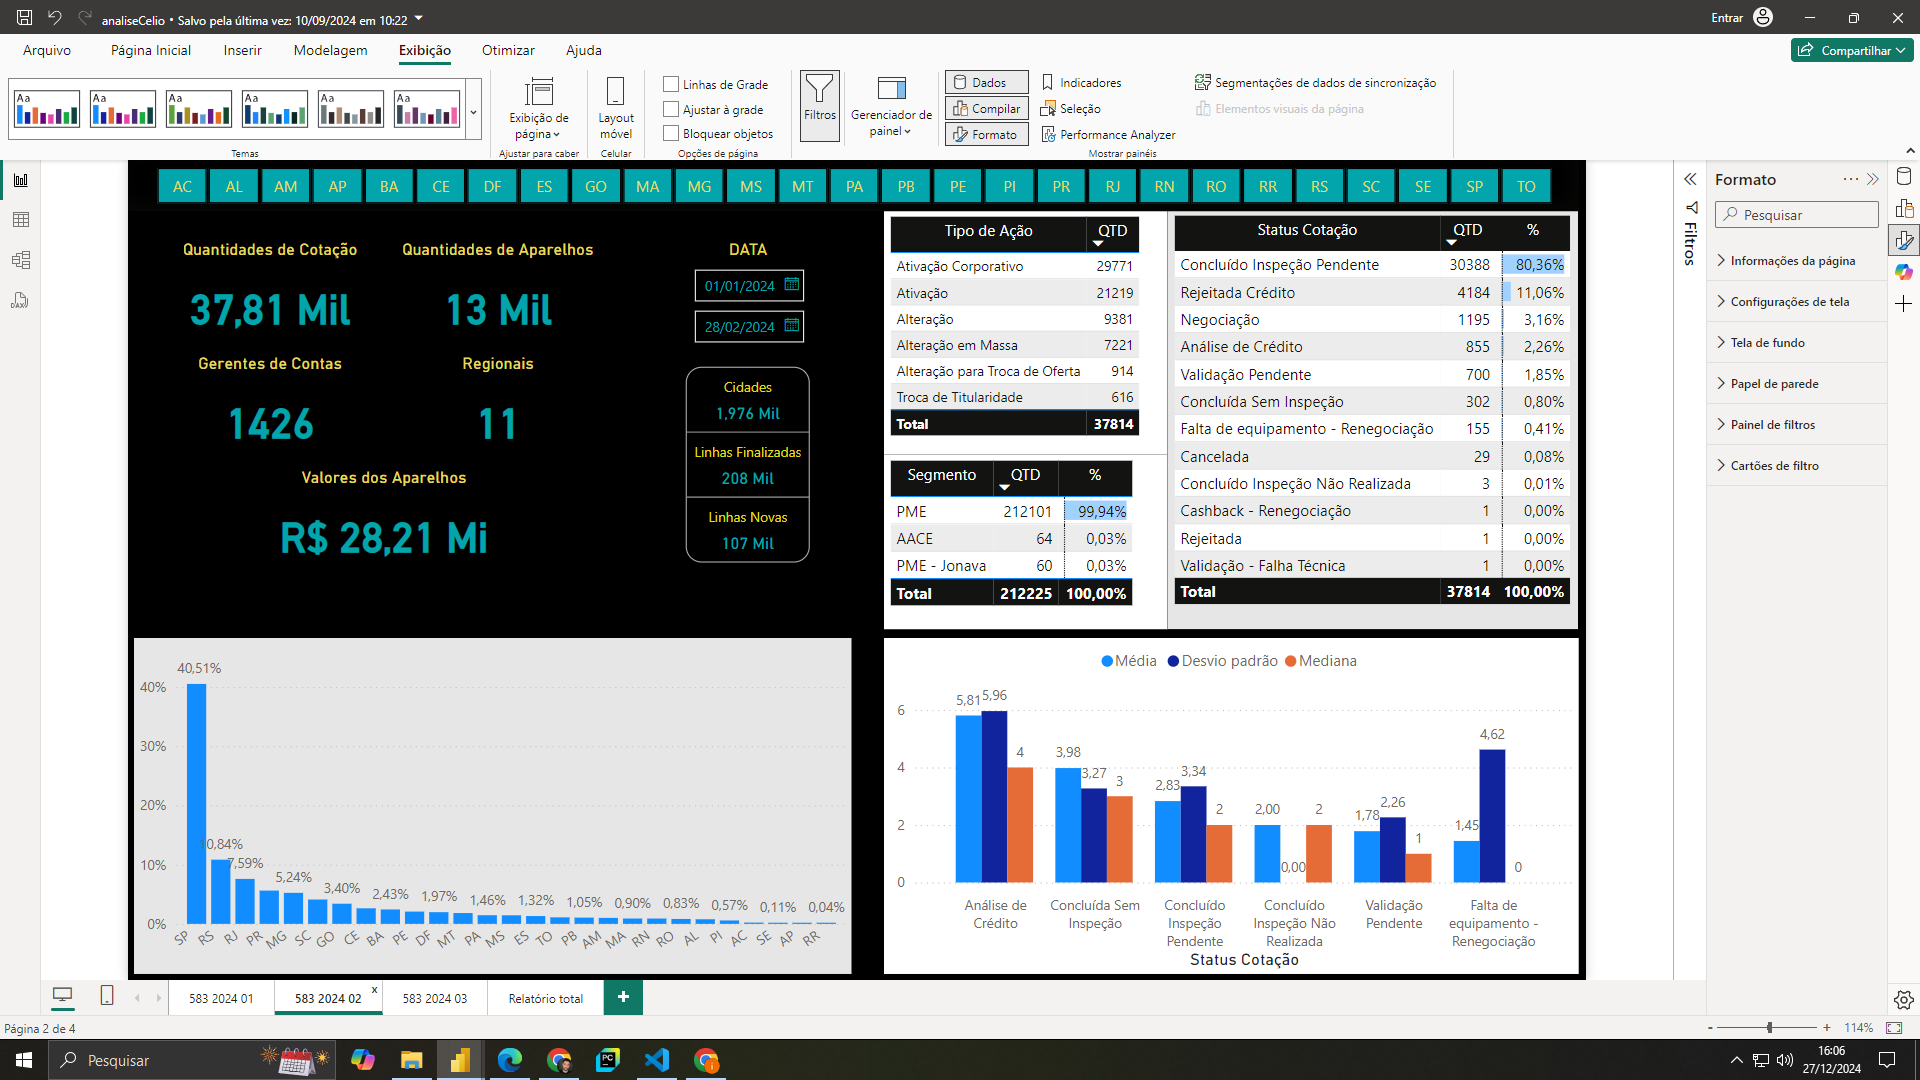 analiseCelio • Salvo pela última vez: 10/09/2024 em 10:22
Entrar
Arquivo Página Inicial Inserir Modelagem Exibição Otimizar Ajuda
Compartilhar
Aa Aa Aa Aa Aa Aa
Temas
Exibição de página
Ajustar para caber
Layout móvel
Celular
Linhas de Grade
Ajustar à grade
Bloquear objetos
Opções de página
Filtros
Gerenciador de painel
Dados
Compilar
Formato
Indicadores
Seleção
Performance Analyzer
Segmentações de dados de sincronização
Elementos visuais da página
Mostrar painéis
AC AL AM AP BA CE DF ES GO MA MG MS MT PA PB PE PI PR RJ RN RO RR RS SC SE SP TO
Quantidades de Cotação
37,81 Mil
Quantidades de Aparelhos
13 Mil
Gerentes de Contas
1426
Regionais
11
Valores dos Aparelhos
R$ 28,21 Mi
DATA
01/01/2024
28/02/2024
Cidades
1,976 Mil
Linhas Finalizadas
208 Mil
Linhas Novas
107 Mil
Tipo de Ação QTD
Ativação Corporativo 29771
Ativação 21219
Alteração 9381
Alteração em Massa 7221
Alteração para Troca de Oferta 914
Troca de Titularidade 616
Total 37814
Segmento QTD %
PME 212101 99,94%
AACE 64 0,03%
PME - Jonava 60 0,03%
Total 212225 100,00%
Status Cotação QTD %
Concluído Inspeção Pendente 30388 80,36%
Rejeitada Crédito 4184 11,06%
Negociação 1195 3,16%
Análise de Crédito 855 2,26%
Validação Pendente 700 1,85%
Concluída Sem Inspeção 302 0,80%
Falta de equipamento - Renegociação 155 0,41%
Cancelada 29 0,08%
Concluído Inspeção Não Realizada 3 0,01%
Cashback - Renegociação 1 0,00%
Rejeitada 1 0,00%
Validação - Falha Técnica 1 0,00%
Total 37814 100,00%
40%
30%
20%
10%
0%
40,51% 10,84% 7,59% 5,24% 3,40% 2,43% 1,97% 1,46% 1,32% 1,05% 0,90% 0,83% 0,57% 0,11% 0,04%
SP RS RJ PR MG SC GO CE BA PE DF MT PA MS ES TO PB AM MA RN RO AL PI AC SE AP RR
Média Desvio padrão Mediana
6
4
2
0
5,81 5,96 4
3,98 3,27 3
2,83 3,34 2
2,00 0,00 2
1,78 2,26 1
1,45 4,62 0
Análise de Crédito
Concluída Sem Inspeção
Concluído Inspeção Pendente
Concluído Inspeção Não Realizada
Validação Pendente
Falta de equipamento - Renegociação
Status Cotação
Filtros
Formato
Pesquisar
Informações da página
Configurações de tela
Tela de fundo
Papel de parede
Painel de filtros
Cartões de filtro
DAX
583 2024 01 583 2024 02 x 583 2024 03 Relatório total +
Página 2 de 4
- + 114%
Pesquisar
PC
16:06
27/12/2024